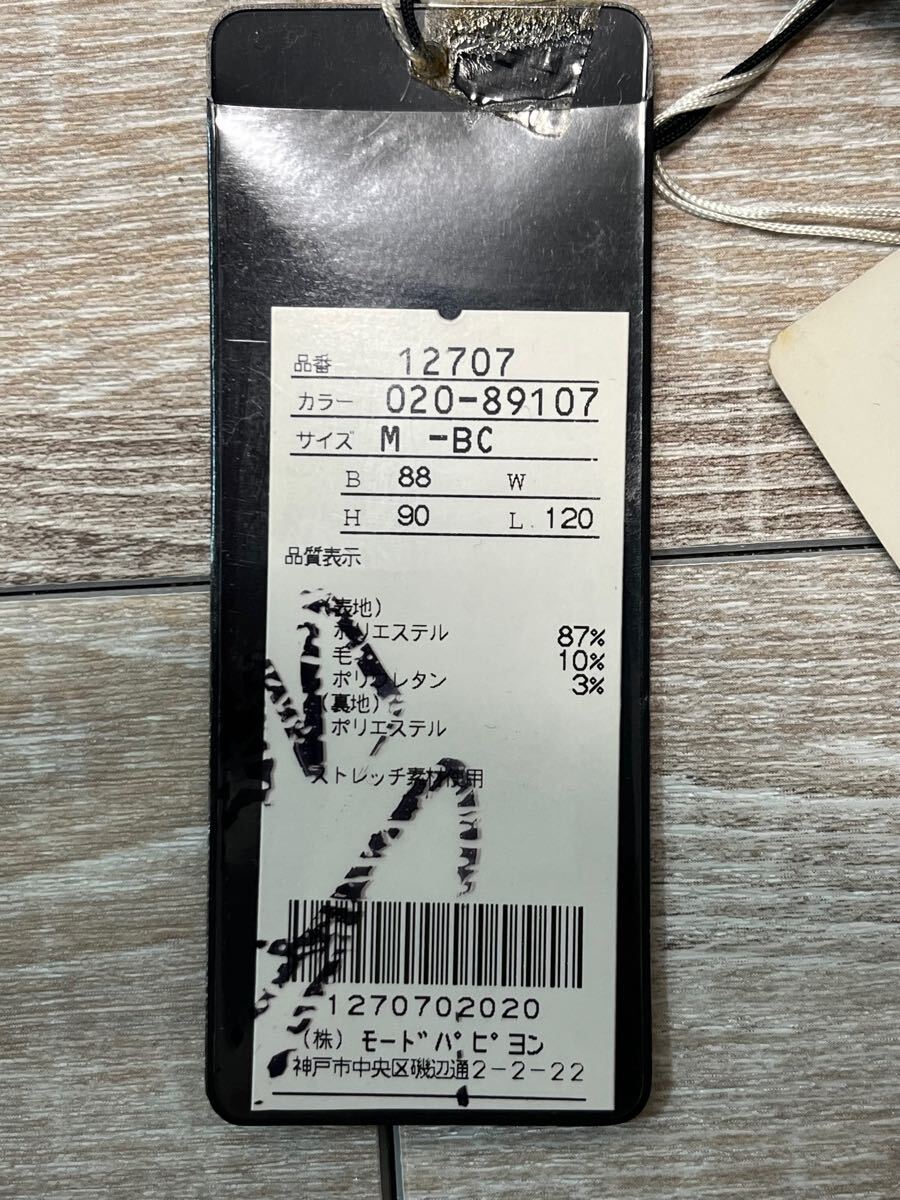 品番 12707
カラー 020-89107
サイズ M -BC
B 88 W
H 90 L 120
品質表示
(表地)
ポリエステル 87%
毛 10%
ポリウレタン 3%
(裏地)
ポリエステル
ストレッチ素材使用
1270702020
(株) モードパピヨン
神戸市中央区磯辺通2-2-22